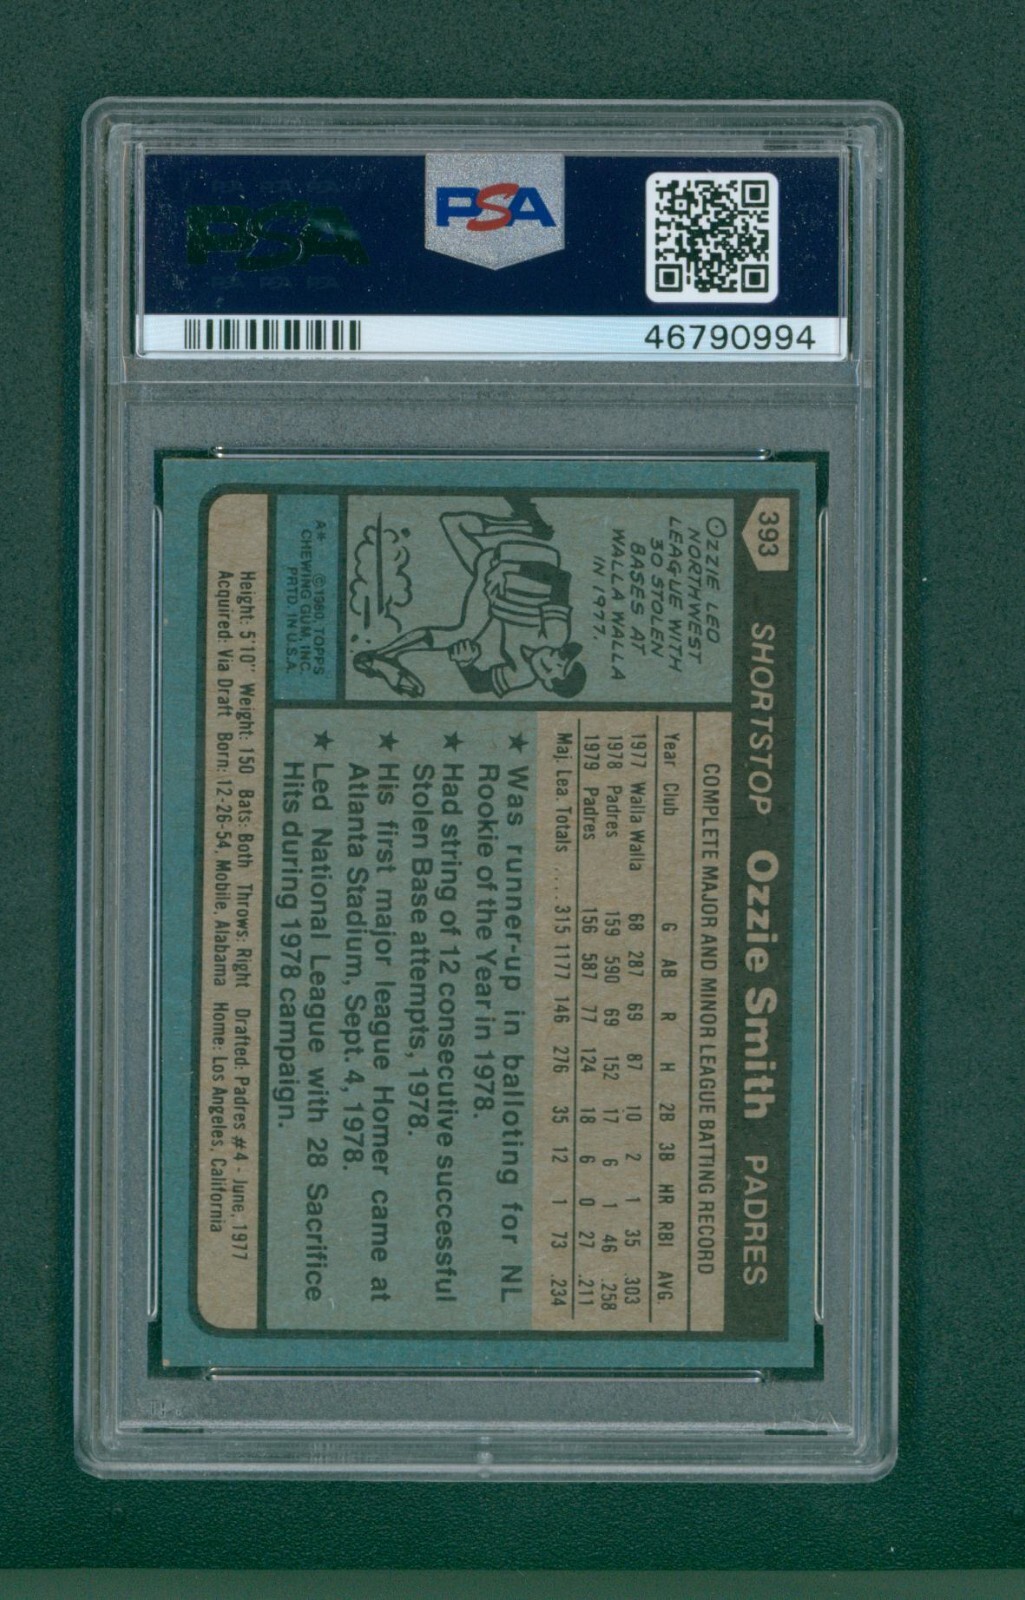 PSA
PSA
PSA
PSA
PSA
PSA
PSA
PSA
46790994
393
SHORTSTOP Ozzie Smith PADRES
OZZIE LED
NORTHWEST
LEAGUE WITH
30 STOLEN
BASES AT
WALLA WALLA
IN 1977.
A*
©1980 TOPPS
CHEWING GUM, INC.
PRTD. IN U.S.A.
COMPLETE MAJOR AND MINOR LEAGUE BATTING RECORD
Year Club G AB R H 2B 3B HR RBI AVG.
1977 Walla Walla 68 287 69 87 10 2 1 35 .303
1978 Padres 159 590 69 152 17 6 1 46 .258
1979 Padres 156 587 77 124 18 6 0 27 .211
Maj. Lea. Totals .... 315 1177 146 276 35 12 1 73 .234
★ Was runner-up in balloting for NL
Rookie of the Year in 1978.
★ Had string of 12 consecutive successful
Stolen Base attempts, 1978.
★ His first major league Homer came at
Atlanta Stadium, Sept. 4, 1978.
★ Led National League with 28 Sacrifice
Hits during 1978 campaign.
Height: 5'10" Weight: 150 Bats: Both Throws: Right Drafted: Padres #4 - June, 1977
Acquired: Via Draft Born: 12-26-54, Mobile, Alabama Home: Los Angeles, California